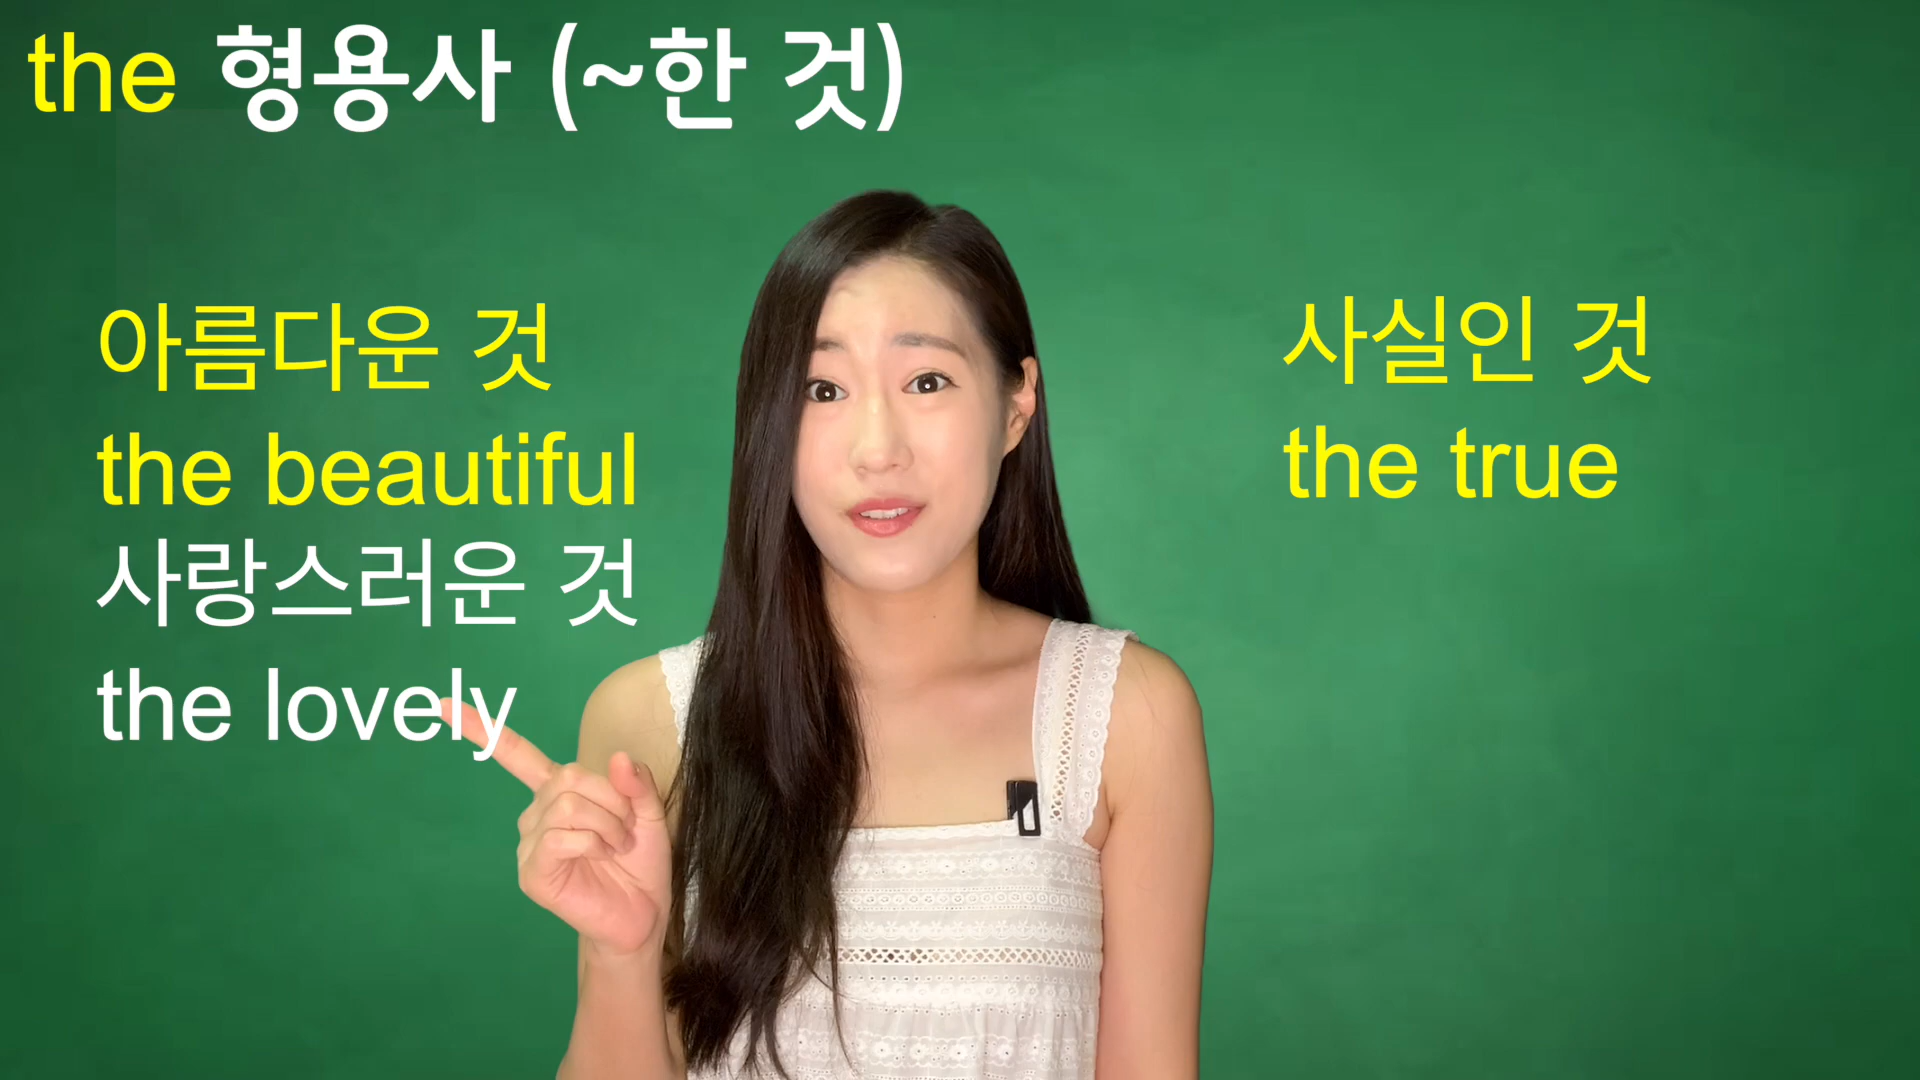 the 형용사 (~한 것)
아름다운 것
the beautiful
사랑스러운 것
the lovely
사실인 것
the true